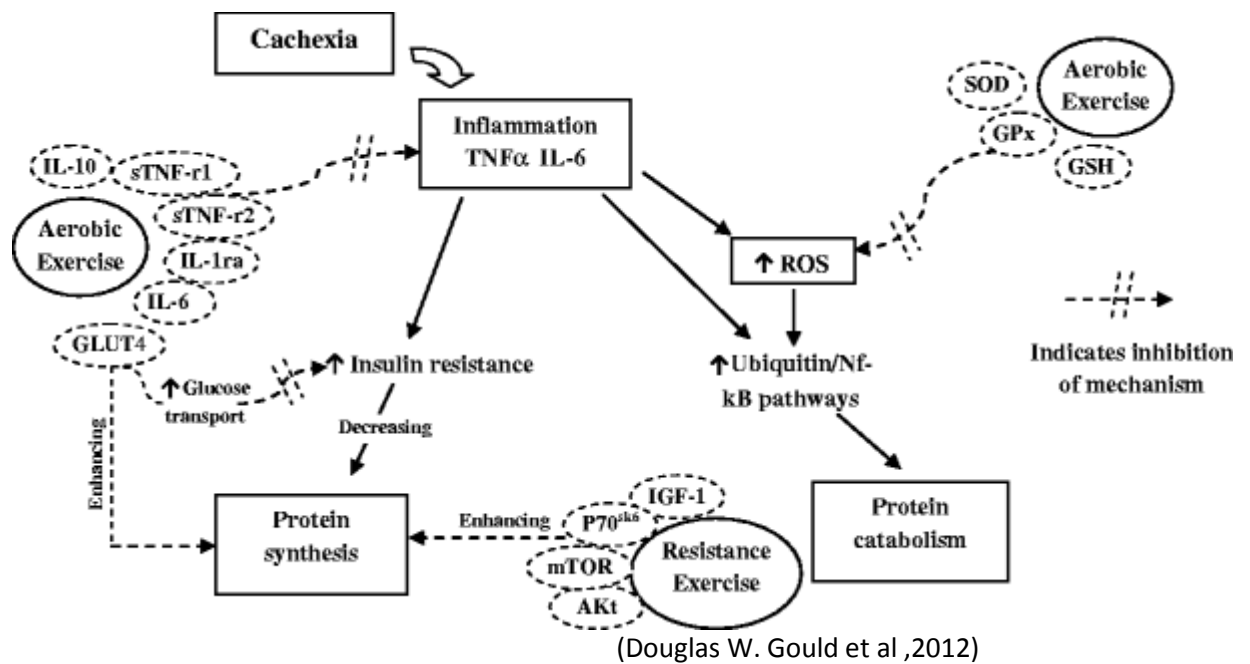 Cachexia
Inflammation
TNFα IL-6
SOD
Aerobic
Exercise
GPx
GSH
IL-10
sTNF-r1
sTNF-r2
Aerobic
Exercise
IL-1ra
IL-6
GLUT4
↑ ROS
↑ Glucose
transport
↑ Insulin resistance
↑ Ubiquitin/Nf-
kB pathways
Indicates inhibition
of mechanism
Decreasing
Enhancing
Protein
synthesis
Enhancing
IGF-1
P70sk6
mTOR
AKt
Resistance
Exercise
Protein
catabolism
(Douglas W. Gould et al ,2012)